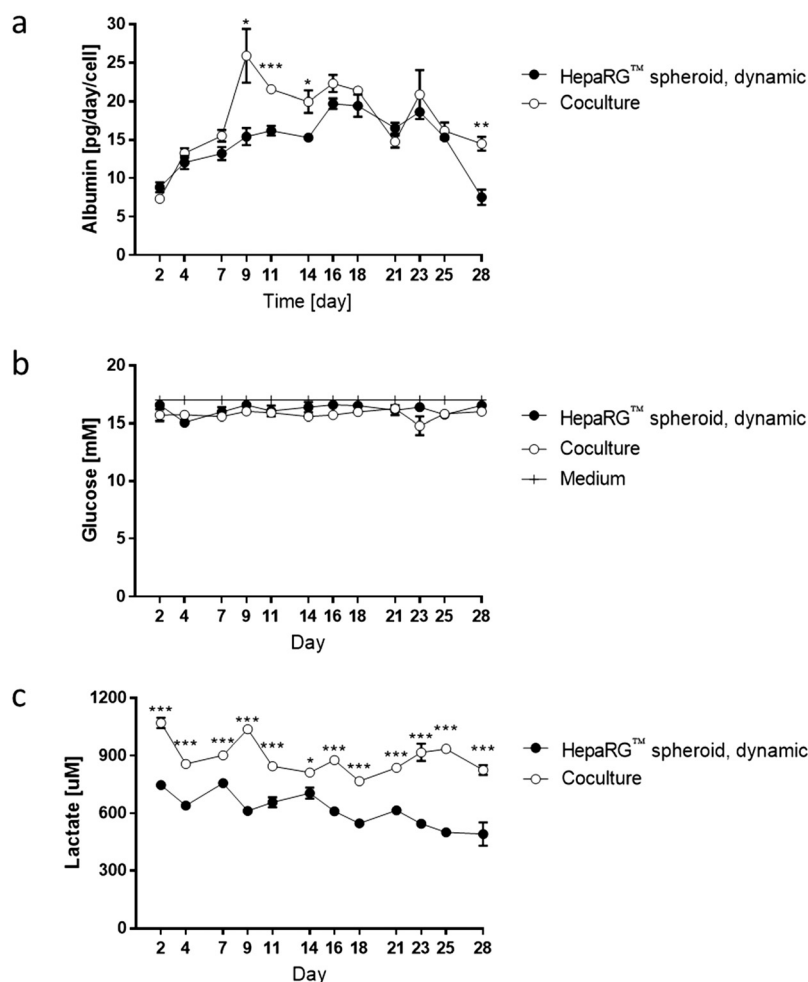 a
30
25
20
15
10
5
0
Albumin [pg/day/cell]
*
***
*
**
2 4 7 9 11 14 16 18 21 23 25 28
Time [day]
HepaRG™ spheroid, dynamic
Coculture
b
20
15
10
5
0
Glucose [mM]
2 4 7 9 11 14 16 18 21 23 25 28
Day
HepaRG™ spheroid, dynamic
Coculture
Medium
c
1200
900
600
300
0
Lactate [uM]
***
***
***
***
***
*
***
***
***
***
***
***
2 4 7 9 11 14 16 18 21 23 25 28
Day
HepaRG™ spheroid, dynamic
Coculture